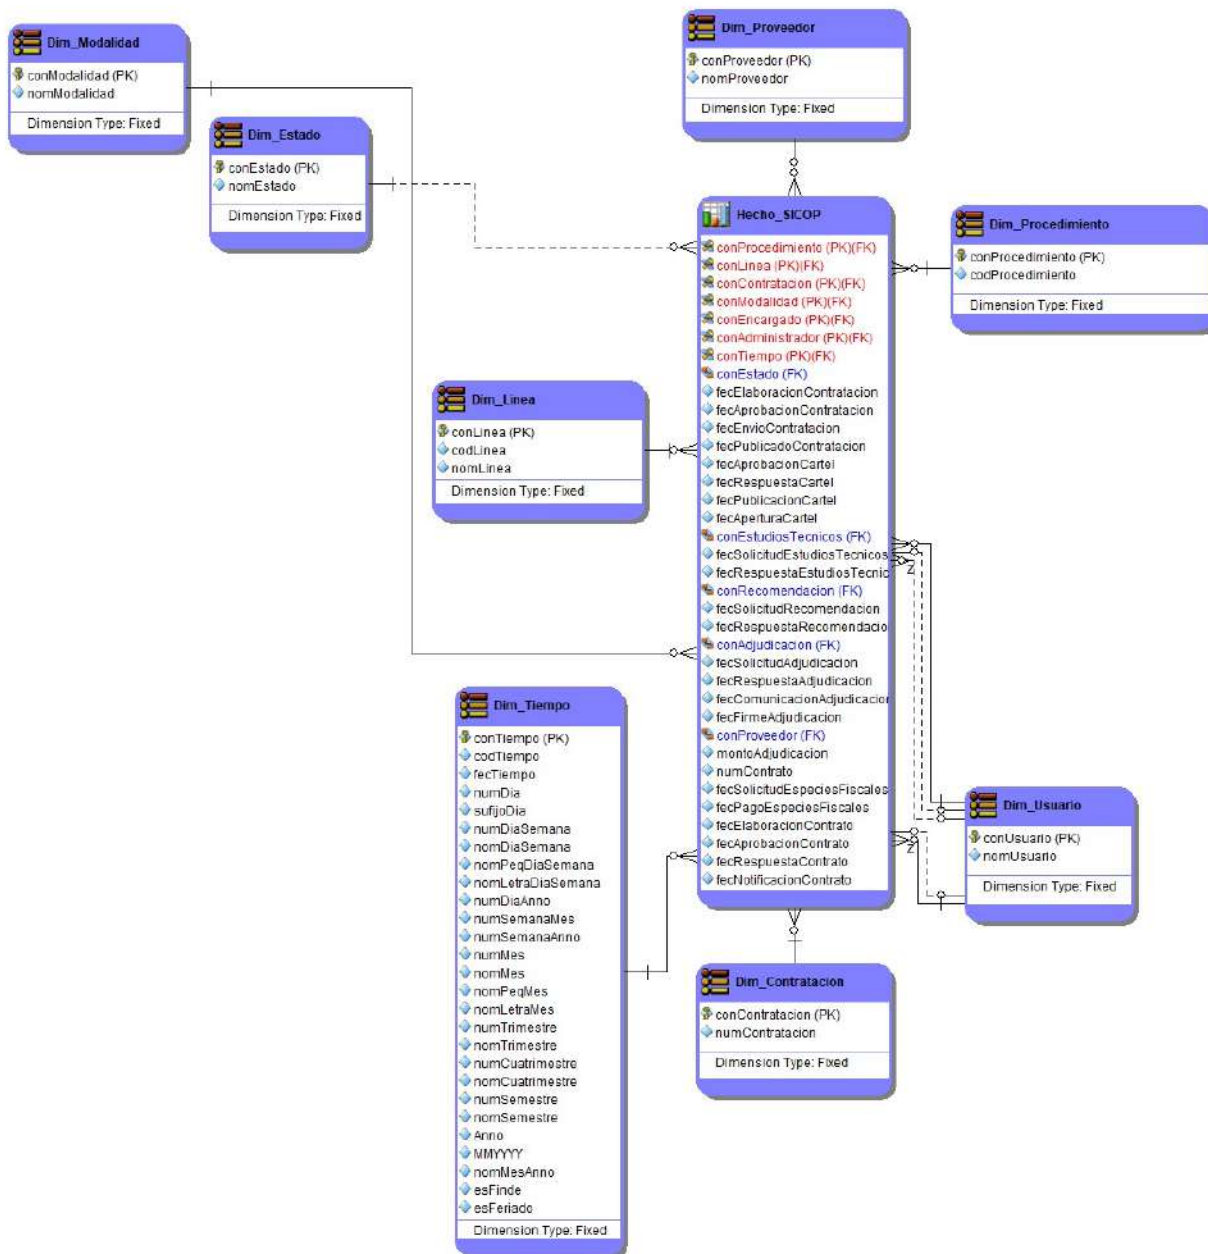 Dim_Modalidad
conModalidad (PK)
nomModalidad
Dimension Type: Fixed
Dim_Estado
conEstado (PK)
nomEstado
Dimension Type: Fixed
Dim_Proveedor
conProveedor (PK)
nomProveedor
Dimension Type: Fixed
Hecho_SICOP
conProcedimiento (PK)(FK)
conLinea (PK)(FK)
conContratacion (PK)(FK)
conModalidad (PK)(FK)
conEncargado (PK)(FK)
conAdministrador (PK)(FK)
conTiempo (PK)(FK)
conEstado (FK)
fecElaboracionContratacion
fecAprobacionContratacion
fecEnvioContratacion
fecPublicadoContratacion
fecAprobacionCartel
fecRespuestaCartel
fecPublicacionCartel
fecAperturaCartel
conEstudiosTecnicos (FK)
fecSolicitudEstudiosTecnicos
fecRespuestaEstudiosTecnic
conRecomendacion (FK)
fecSolicitudRecomendacion
fecRespuestaRecomendacio
conAdjudicacion (FK)
fecSolicitudAdjudicacion
fecRespuestaAdjudicacion
fecComunicacionAdjudicacion
fecFirmeAdjudicacion
conProveedor (FK)
montoAdjudicacion
numContrato
fecSolicitudEspeciesFiscales
fecPagoEspeciesFiscales
fecElaboracionContrato
fecAprobacionContrato
fecRespuestaContrato
fecNotificacionContrato
Dim_Procedimiento
conProcedimiento (PK)
codProcedimiento
Dimension Type: Fixed
Dim_Linea
conLinea (PK)
codLinea
nomLinea
Dimension Type: Fixed
Z
Z
Dim_Tiempo
conTiempo (PK)
codTiempo
fecTiempo
numDia
sufijoDia
numDiaSemana
nomDiaSemana
nomPeqDiaSemana
nomLetraDiaSemana
numDiaAnno
numSemanaMes
numSemanaAnno
numMes
nomMes
nomPeqMes
nomLetraMes
numTrimestre
nomTrimestre
numCuatrimestre
nomCuatrimestre
numSemestre
nomSemestre
Anno
MMYYYY
nomMesAnno
esFinde
esFeriado
Dimension Type: Fixed
Dim_Usuario
conUsuario (PK)
nomUsuario
Dimension Type: Fixed
Dim_Contratacion
conContratacion (PK)
numContratacion
Dimension Type: Fixed